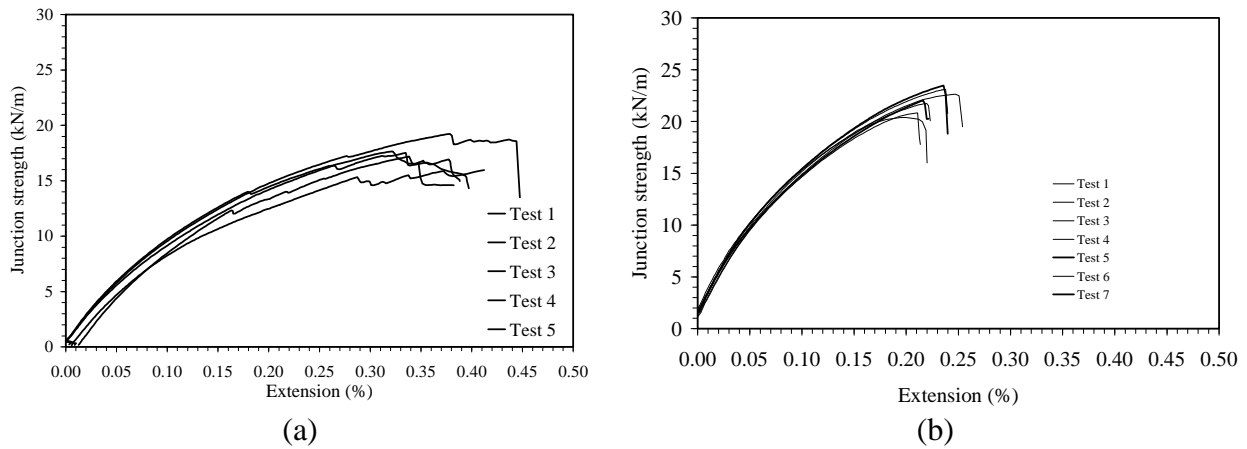 30
25
20
15
10
5
0
Junction strength (kN/m)
Test 1
Test 2
Test 3
Test 4
Test 5
0.00 0.05 0.10 0.15 0.20 0.25 0.30 0.35 0.40 0.45 0.50
Extension (%)
(a)
30
25
20
15
10
5
0
Junction strength (kN/m)
Test 1
Test 2
Test 3
Test 4
Test 5
Test 6
Test 7
0.00 0.05 0.10 0.15 0.20 0.25 0.30 0.35 0.40 0.45 0.50
Extension (%)
(b)